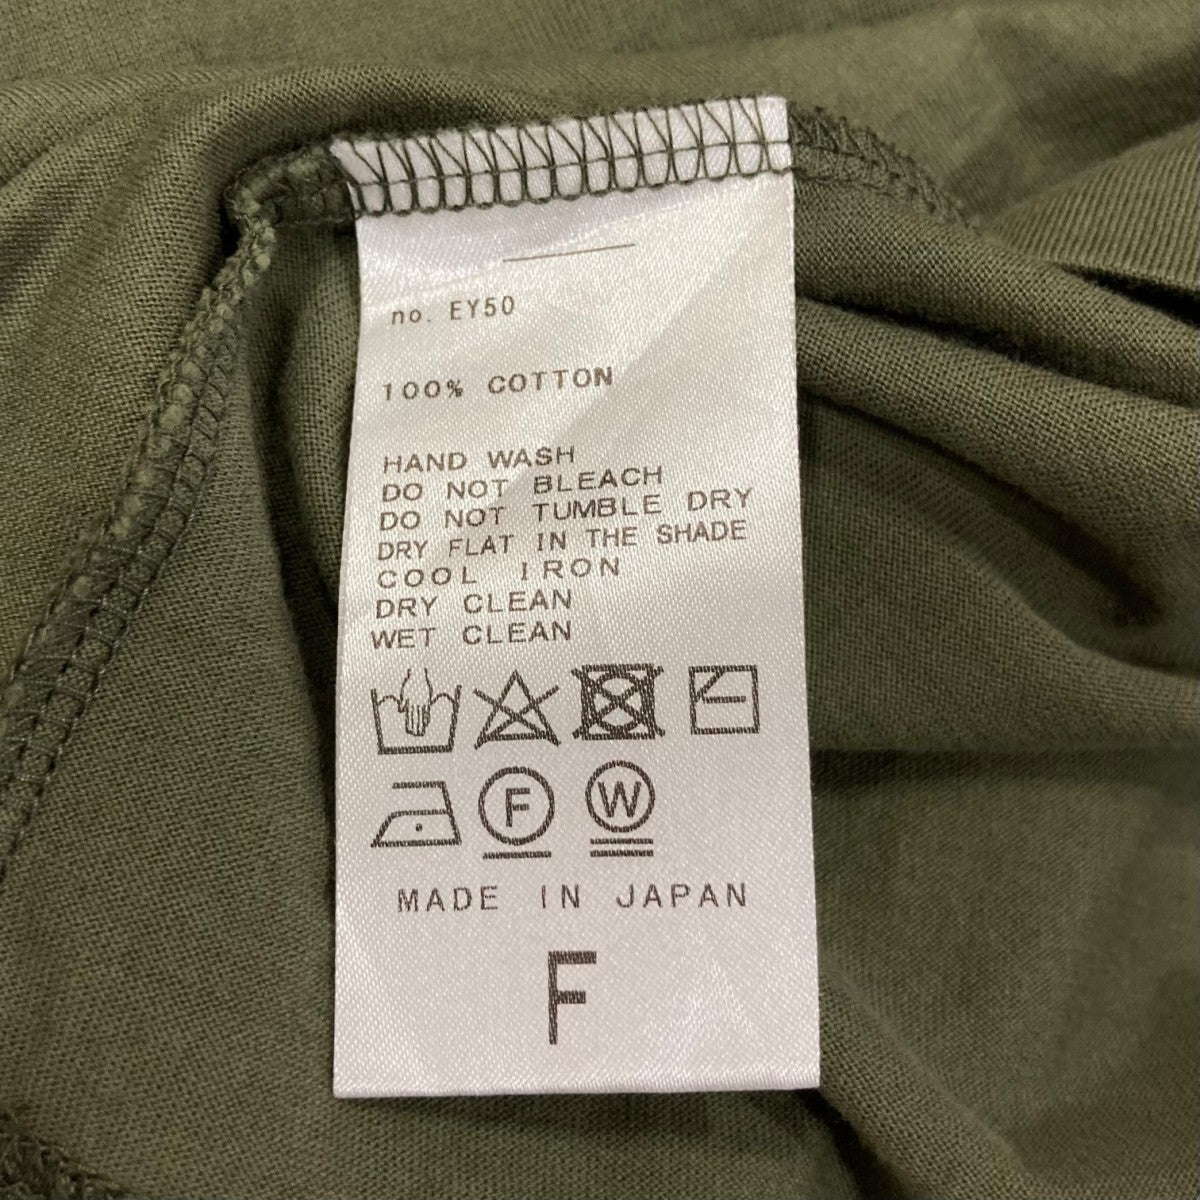 no. EY50
100% COTTON
HAND WASH
DO NOT BLEACH
DO NOT TUMBLE DRY
DRY FLAT IN THE SHADE
COOL IRON
DRY CLEAN
WET CLEAN
F W
MADE IN JAPAN
F